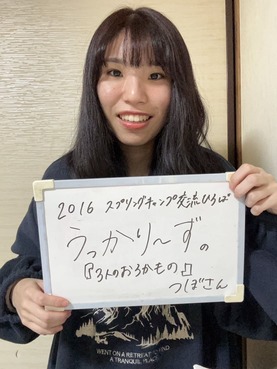 2016 スプリングキャンプ交流ひろば
うっかり〜ずの
『3人のおろかもの』
つぼさん
WENT ON A RETREAT TO FIND
A TRANQUIL PLACE